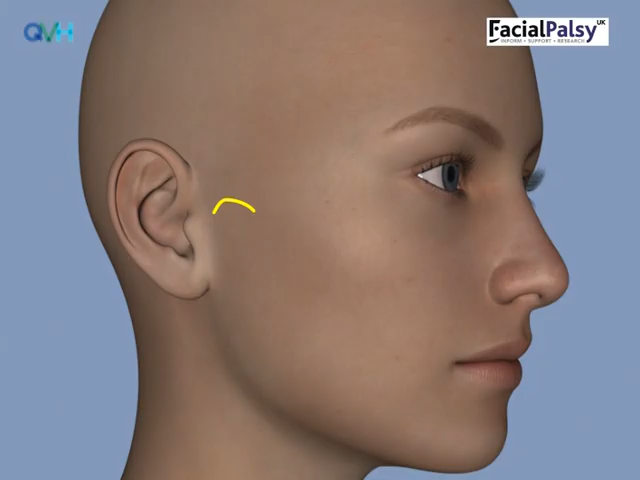 QVH
FacialPalsy UK
INFORM • SUPPORT • RESEARCH